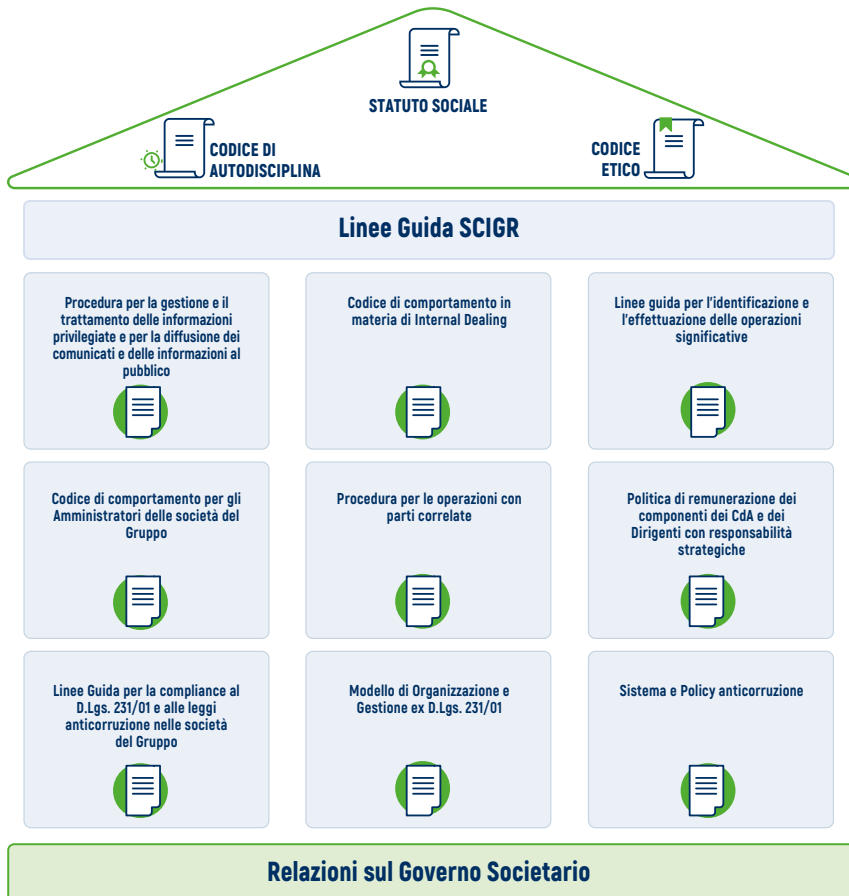 STATUTO SOCIALE
CODICE DI
AUTODISCIPLINA
CODICE
ETICO
Linee Guida SCIGR
Procedura per la gestione e il
trattamento delle informazioni
privilegiate e per la diffusione dei
comunicati e delle informazioni al
pubblico
Codice di comportamento in
materia di Internal Dealing
Linee guida per l'identificazione e
l'effettuazione delle operazioni
significative
Codice di comportamento per gli
Amministratori delle società del
Gruppo
Procedura per le operazioni con
parti correlate
Politica di remunerazione dei
componenti dei CdA e dei
Dirigenti con responsabilità
strategiche
Linee Guida per la compliance al
D.Lgs. 231/01 e alle leggi
anticorruzione nelle società
del Gruppo
Modello di Organizzazione e
Gestione ex D.Lgs. 231/01
Sistema e Policy anticorruzione
Relazioni sul Governo Societario